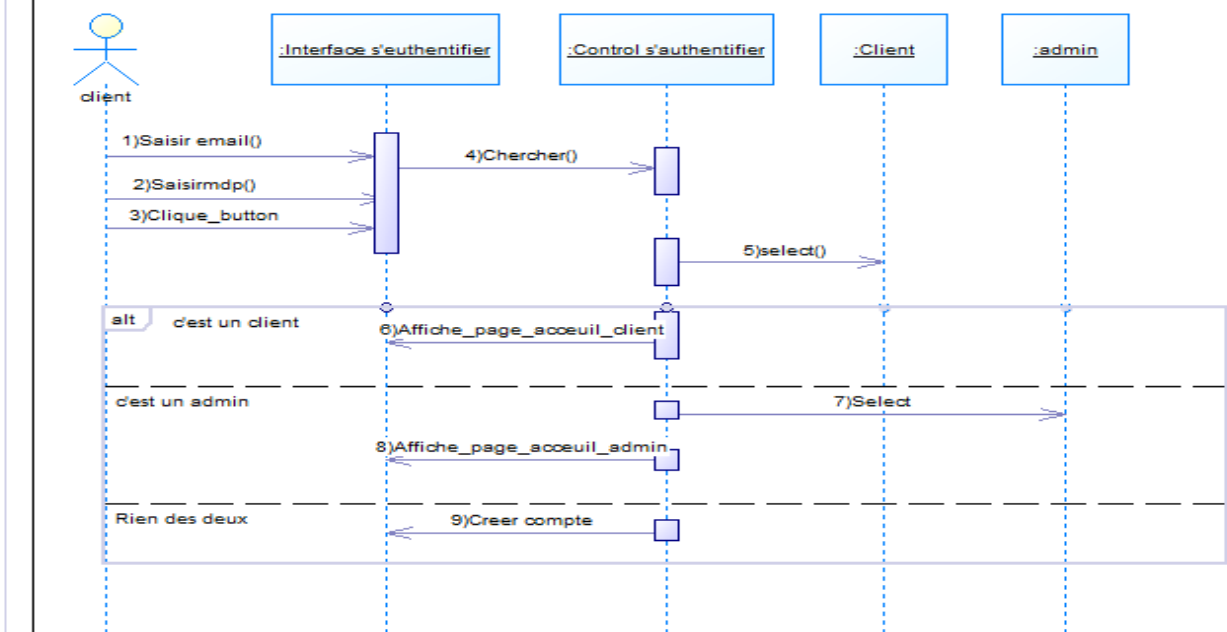 :Interface s'euthentifier
:Control s'authentifier
:Client
:admin
client
1)Saisir email()
4)Chercher()
2)Saisirmdp()
3)Clique_button
5)select()
alt
c'est un client
6)Affiche_page_acceuil_client
c'est un admin
7)Select
8)Affiche_page_acceuil_admin
Rien des deux
9)Creer compte